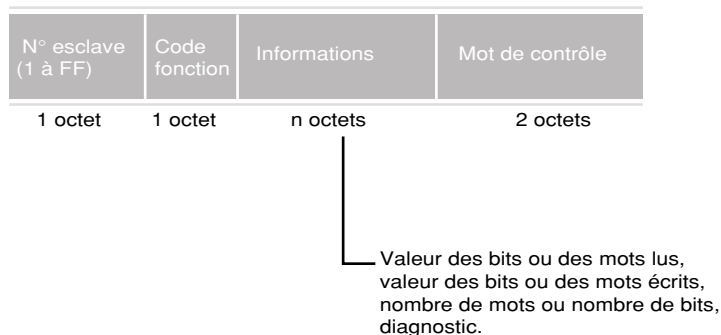 N° esclave
(1 à FF)
Code
fonction
Informations
Mot de contrôle
1 octet
1 octet
n octets
2 octets
Valeur des bits ou des mots lus,
valeur des bits ou des mots écrits,
nombre de mots ou nombre de bits,
diagnostic.